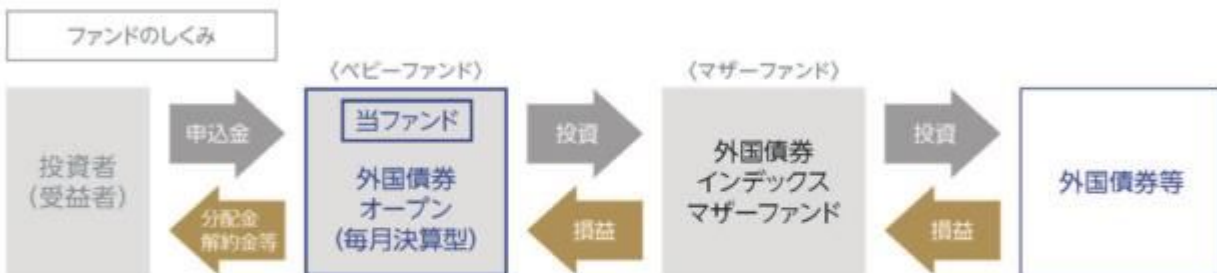 ファンドのしくみ
〈ベビーファンド〉
〈マザーファンド〉
投資者
(受益者)
申込金
分配金
解約金等
当ファンド
外国債券
オープン
(毎月決算型)
投資
損益
外国債券
インデックス
マザーファンド
投資
損益
外国債券等